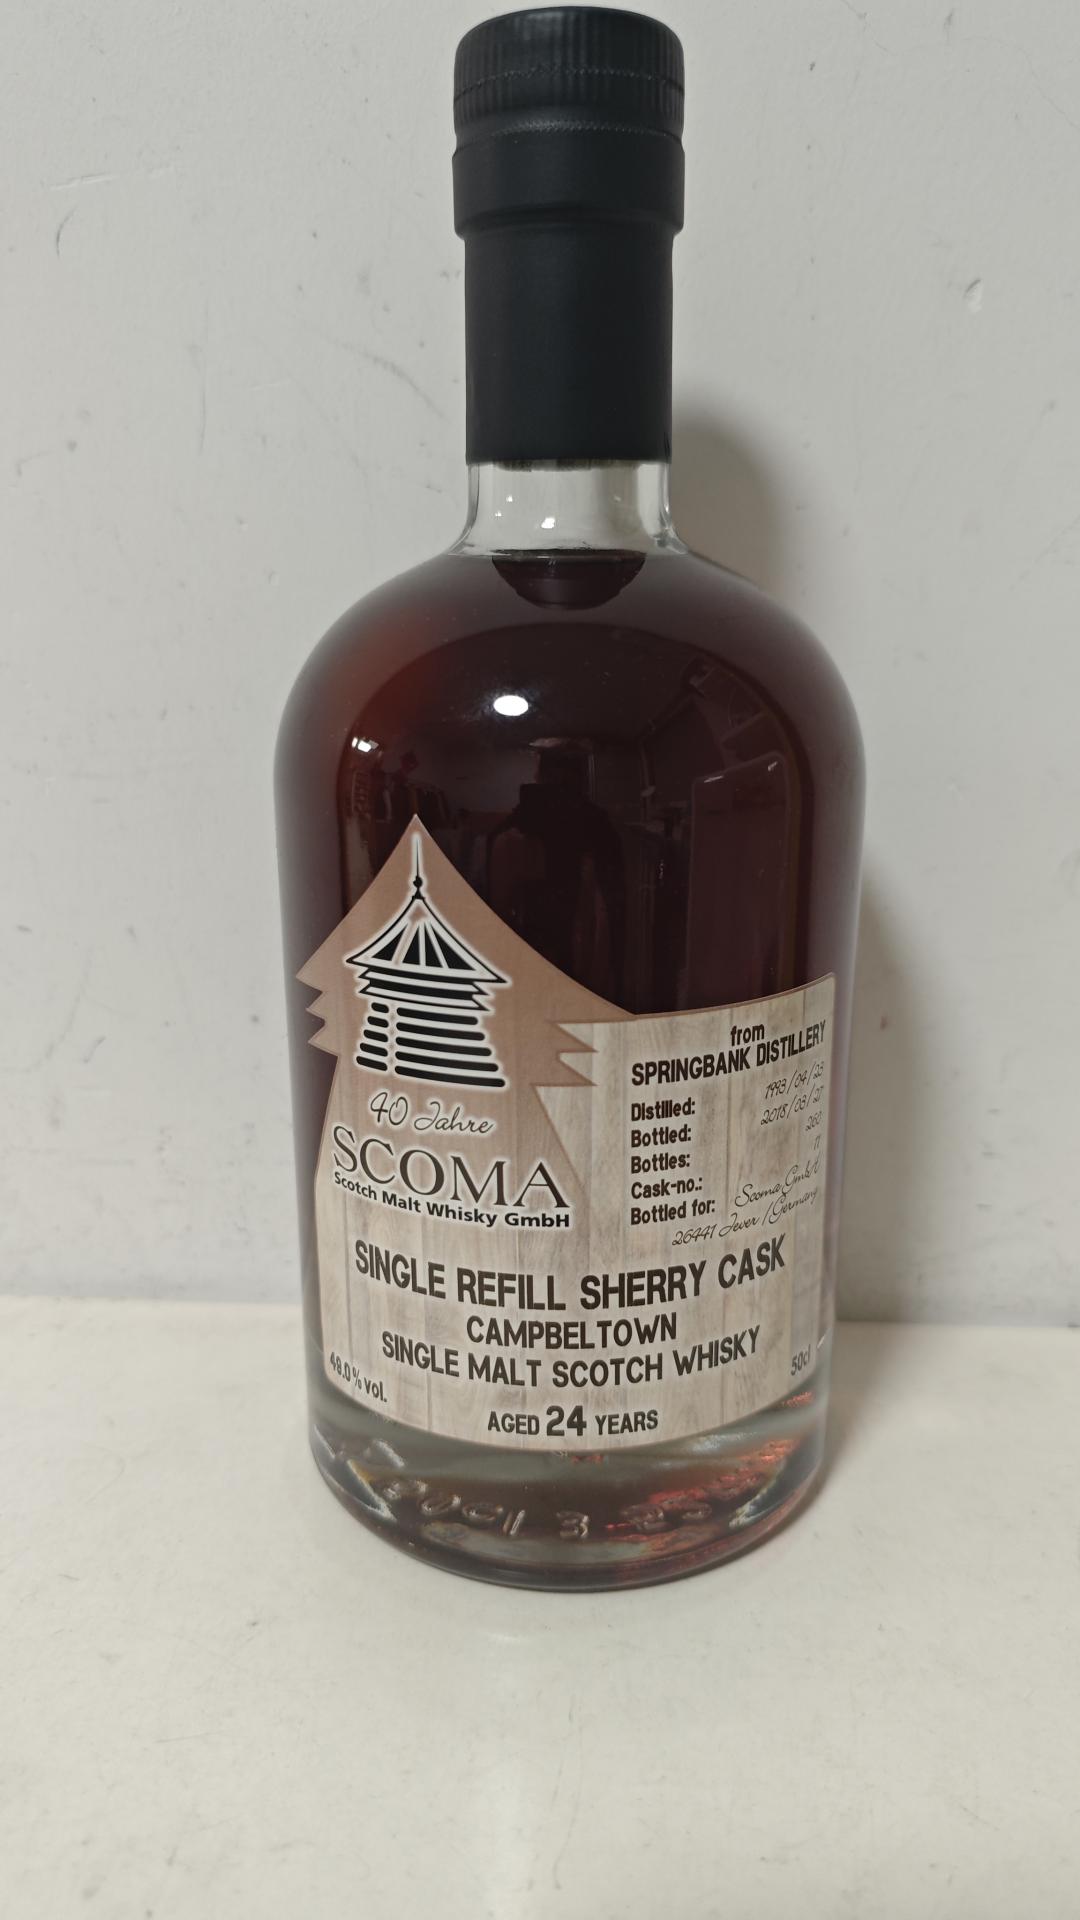 40 Jahre
SCOMA
Scotch Malt Whisky GmbH
from
SPRINGBANK DISTILLERY
Distilled: 1993/04/23
Bottled: 2018/03/27
Bottles: 260
Cask-no.: 11
Bottled for: Scoma GmbH
26441 Jever / Germany
SINGLE REFILL SHERRY CASK
CAMPBELTOWN
SINGLE MALT SCOTCH WHISKY
48.0% vol.
50cl
AGED 24 YEARS